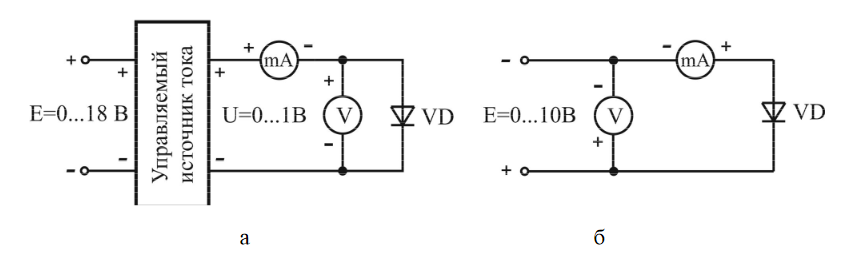 +
+
+
+
-
mA
-
-
+
mA
E=0...18 В
Управляемый
источник тока
U=0...1В
+
V
-
VD
E=0...10В
-
V
+
VD
-
-
-
+
а
б